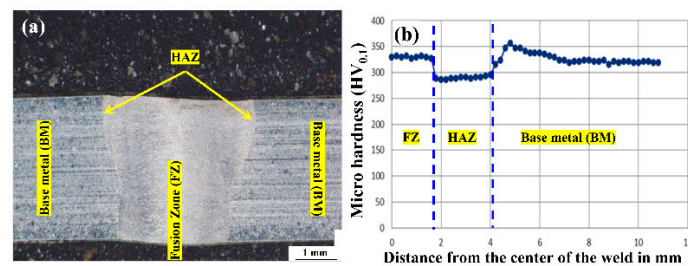 (a)
HAZ
Base metal (BM)
Fusion Zone (FZ)
Base metal (BM)
1 mm
(b)
Micro hardness (HV0.1)
400
350
300
250
200
150
100
50
0
FZ
HAZ
Base metal (BM)
0 2 4 6 8 10 12
Distance from the center of the weld in mm